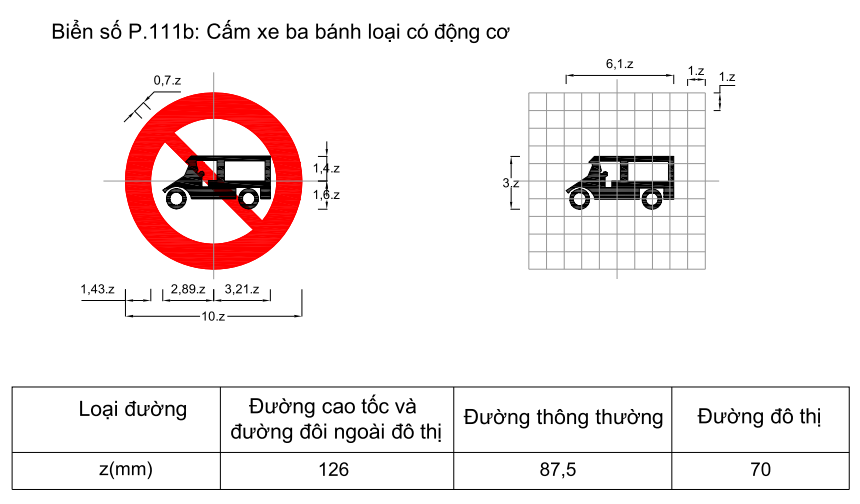 Biển số P.111b: Cấm xe ba bánh loại có động cơ
0,7.z
6,1.z
1.z
1.z
1,4.z
1,6.z
3.z
1,43.z
2,89.z
3,21.z
10.z
Loại đường
Đường cao tốc và
đường đôi ngoài đô thị
Đường thông thường
Đường đô thị
z(mm)
126
87,5
70